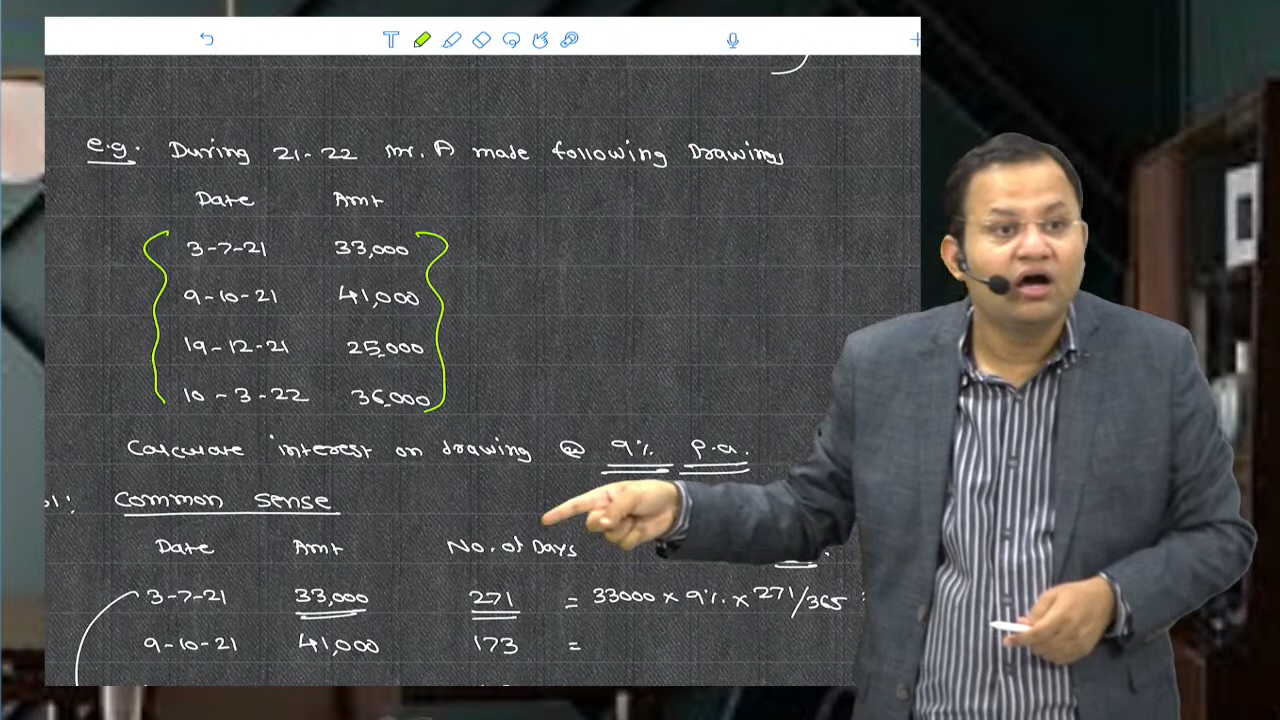 e.g. During 21-22 Mr. A made following Drawings
Date Amt
3-7-21 33,000
9-10-21 41,000
19-12-21 25,000
10-3-22 36,000
Calculate interest on drawing @ 9% p.a.
Common sense
Date Amt No. of Days
3-7-21 33,000 271 = 33000 x 9% x 271/365
9-10-21 41,000 173 =